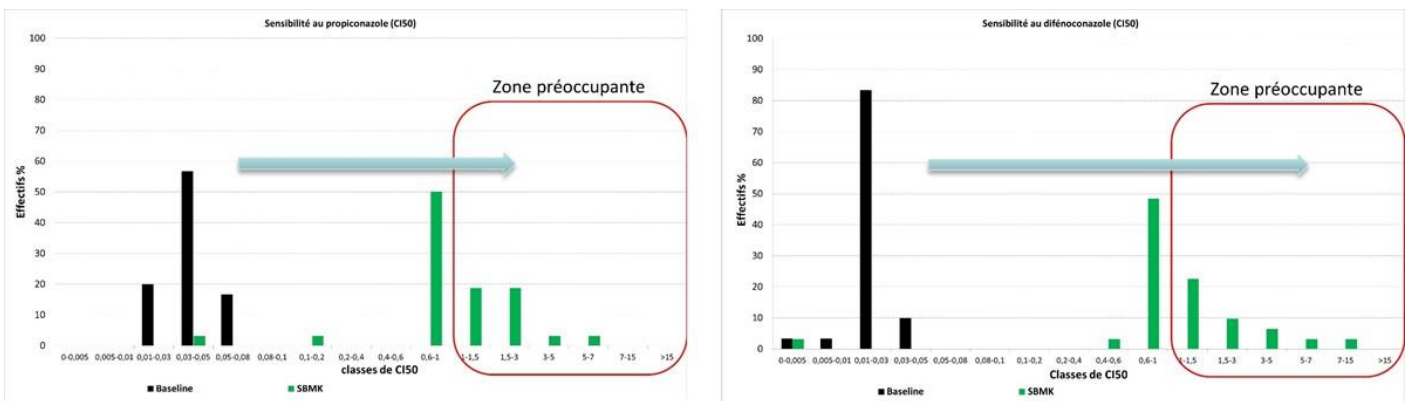 Sensibilité au propiconazole (CI50)
100
90
80
70
60
50
40
30
20
10
0
Effectifs %
Zone préoccupante
0-0,005 0,005-0,01 0,01-0,03 0,03-0,05 0,05-0,08 0,08-0,1 0,1-0,2 0,2-0,4 0,4-0,6 0,6-1 1-1,5 1,5-3 3-5 5-7 7-15 >15
classes de CI50
Baseline SBMK
Sensibilité au difénoconazole (CI50)
100
90
80
70
60
50
40
30
20
10
0
Effectifs %
Zone préoccupante
0-0,005 0,005-0,01 0,01-0,03 0,03-0,05 0,05-0,08 0,08-0,1 0,1-0,2 0,2-0,4 0,4-0,6 0,6-1 1-1,5 1,5-3 3-5 5-7 7-15 >15
Classes de CI50
Baseline SBMK